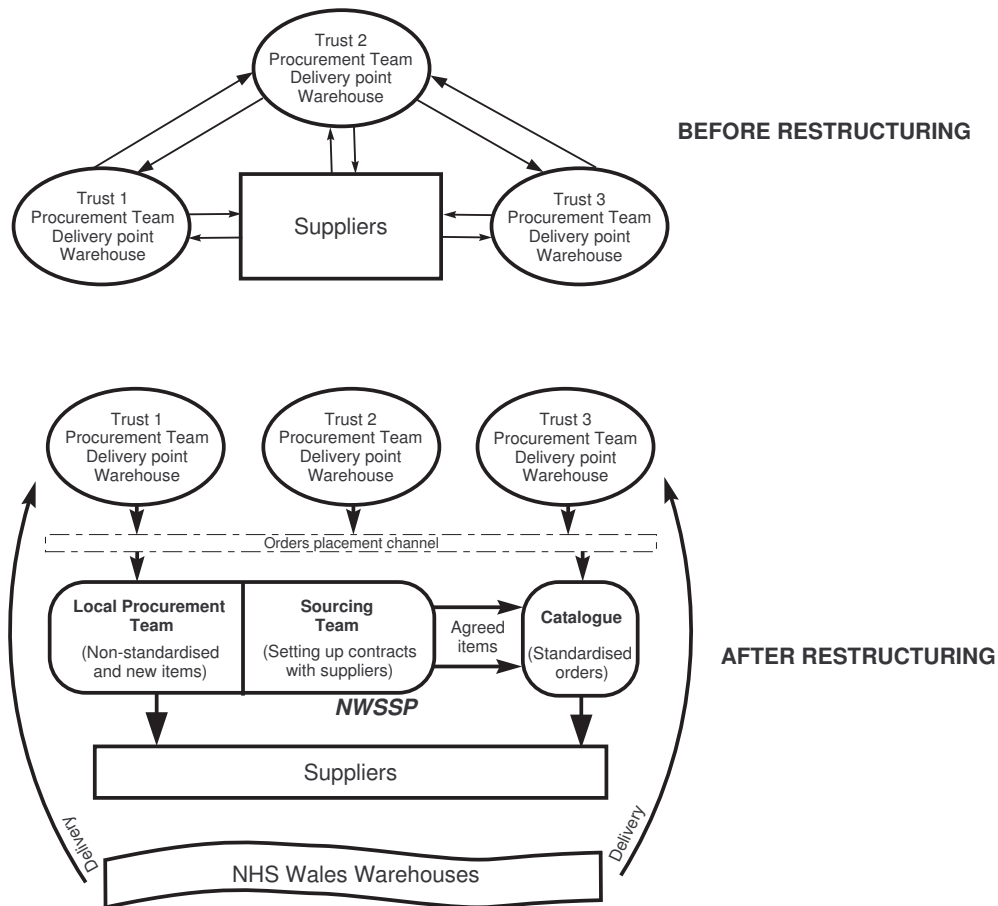 Trust 2
Procurement Team
Delivery point
Warehouse
BEFORE RESTRUCTURING
Trust 1
Procurement Team
Delivery point
Warehouse
Suppliers
Trust 3
Procurement Team
Delivery point
Warehouse
Trust 1
Procurement Team
Delivery point
Warehouse
Trust 2
Procurement Team
Delivery point
Warehouse
Trust 3
Procurement Team
Delivery point
Warehouse
Orders placement channel
Local Procurement
Team
(Non-standardised
and new items)
Sourcing
Team
(Setting up contracts
with suppliers)
Agreed
items
Catalogue
(Standardised
orders)
AFTER RESTRUCTURING
NWSSP
Suppliers
Delivery
Delivery
NHS Wales Warehouses